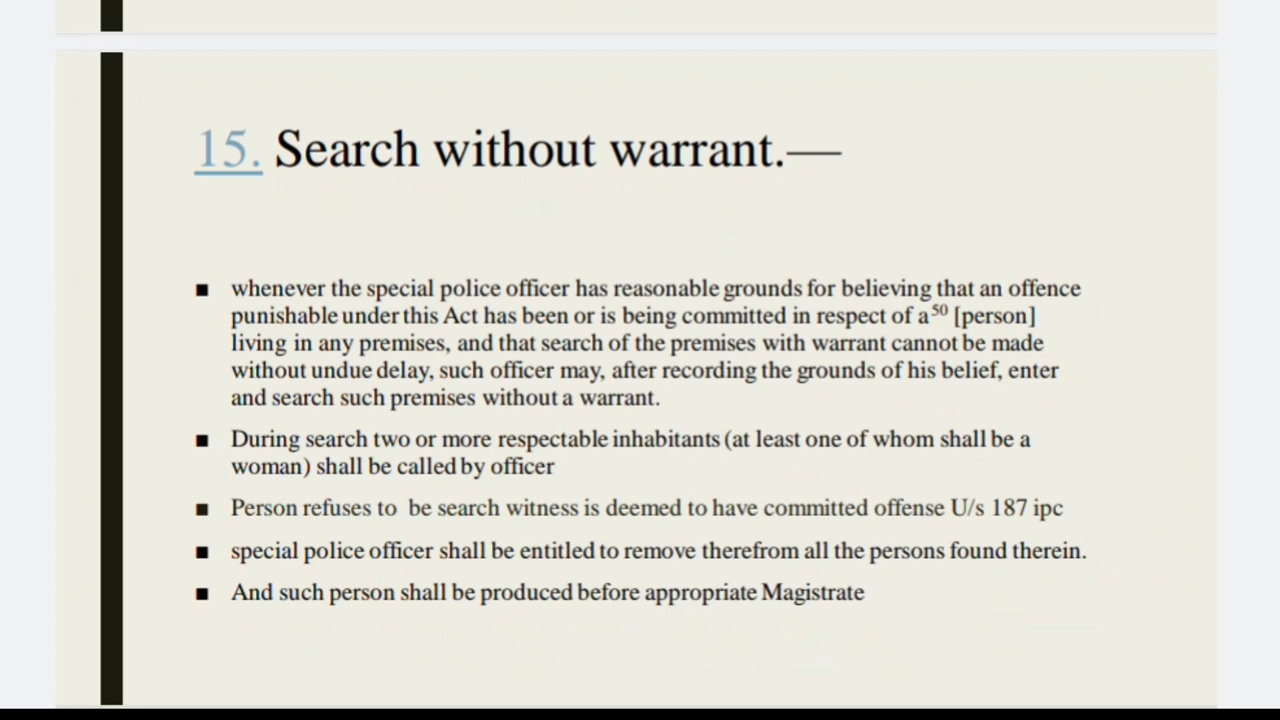 15. Search without warrant.—
■ whenever the special police officer has reasonable grounds for believing that an offence
punishable under this Act has been or is being committed in respect of a50 [person]
living in any premises, and that search of the premises with warrant cannot be made
without undue delay, such officer may, after recording the grounds of his belief, enter
and search such premises without a warrant.
■ During search two or more respectable inhabitants (at least one of whom shall be a
woman) shall be called by officer
■ Person refuses to be search witness is deemed to have committed offense U/s 187 ipc
■ special police officer shall be entitled to remove therefrom all the persons found therein.
■ And such person shall be produced before appropriate Magistrate